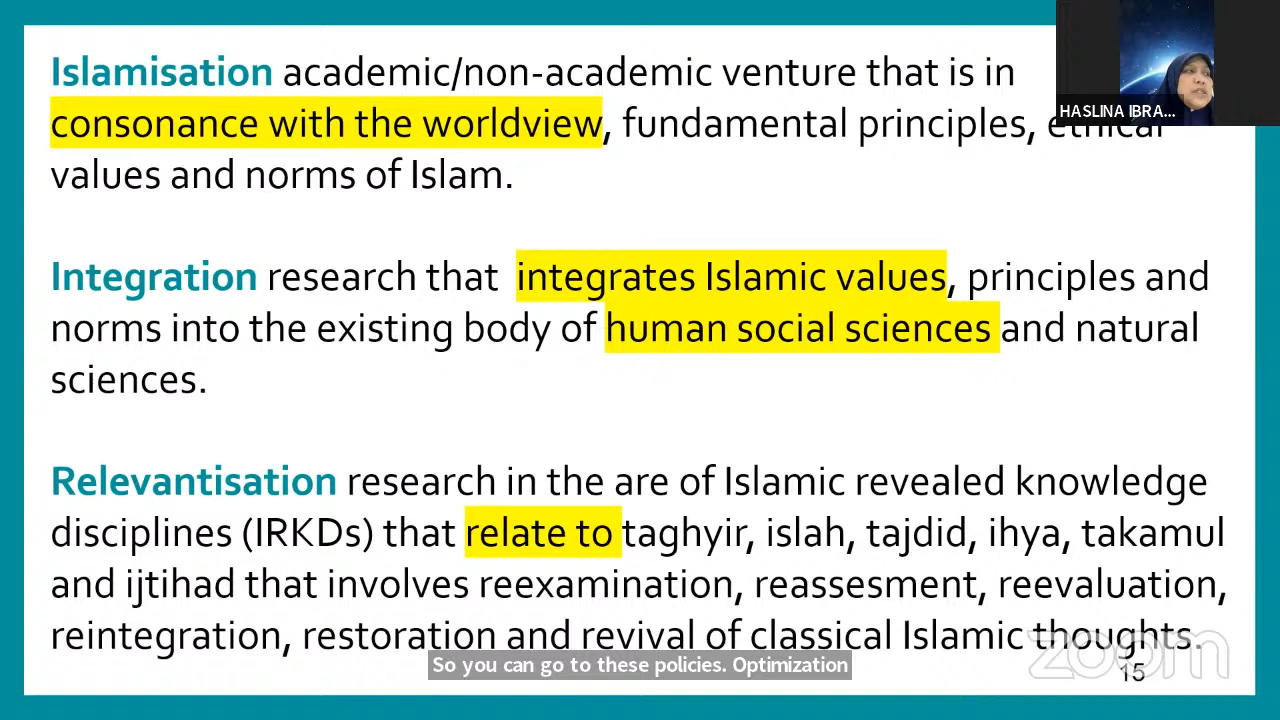 Islamisation academic/non-academic venture that is in
HASLINA IBRA...
consonance with the worldview, fundamental principles, ethical
values and norms of Islam.
Integration research that integrates Islamic values, principles and
norms into the existing body of human social sciences and natural
sciences.
Relevantisation research in the are of Islamic revealed knowledge
disciplines (IRKDs) that relate to taghyir, islah, tajdid, ihya, takamul
and ijtihad that involves reexamination, reassesment, reevaluation,
reintegration, restoration and revival of classical Islamic thoughts.
zoom
So you can go to these policies. Optimization
15